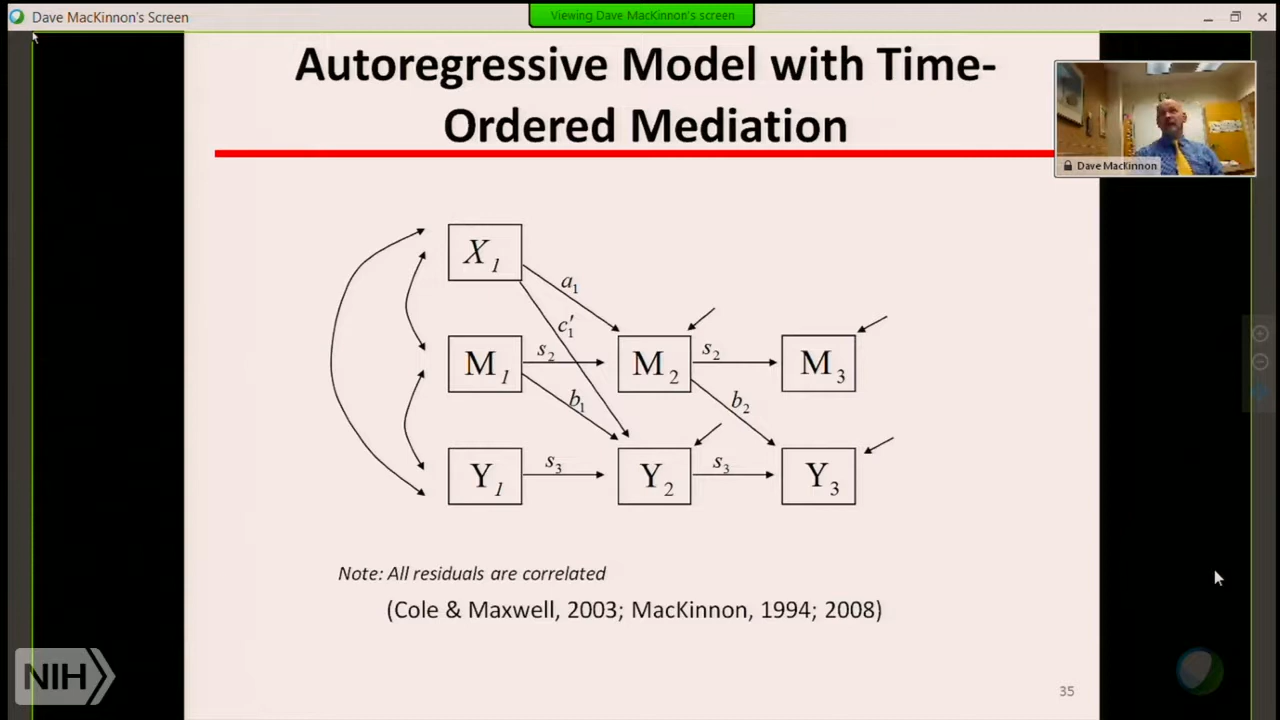 Dave MacKinnon's Screen
Viewing Dave MacKinnon's screen
Autoregressive Model with Time-
Ordered Mediation
Dave MacKinnon
X1
a1
c′1
M1
s2
M2
s2
M3
b1
b2
Y1
s3
Y2
s3
Y3
Note: All residuals are correlated
(Cole & Maxwell, 2003; MacKinnon, 1994; 2008)
NIH
35